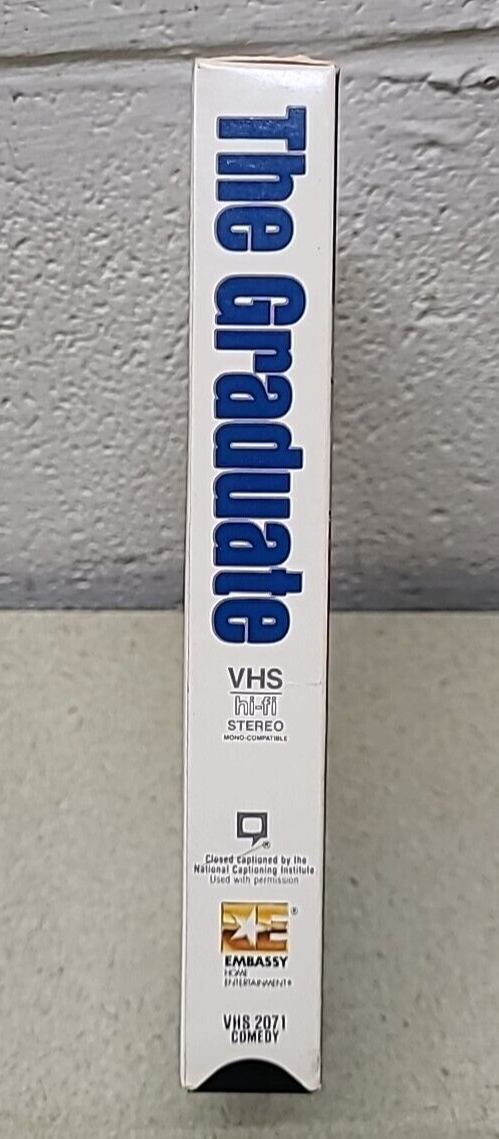 The Graduate
VHS
hi-fi
STEREO
MONO-COMPATIBLE
®
Closed captioned by the
National Captioning Institute
Used with permission
E ®
EMBASSY
HOME
ENTERTAINMENT®
VHS 2071
COMEDY